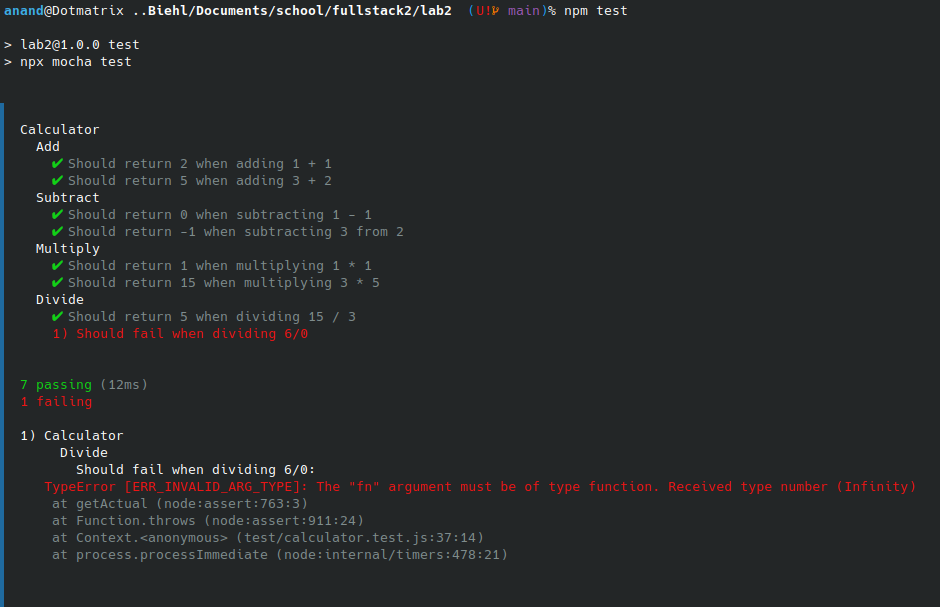 anand@Dotmatrix ..Biehl/Documents/school/fullstack2/lab2 (U! main)% npm test
> lab2@1.0.0 test
> npx mocha test
Calculator
Add
✔ Should return 2 when adding 1 + 1
✔ Should return 5 when adding 3 + 2
Subtract
✔ Should return 0 when subtracting 1 - 1
✔ Should return -1 when subtracting 3 from 2
Multiply
✔ Should return 1 when multiplying 1 * 1
✔ Should return 15 when multiplying 3 * 5
Divide
✔ Should return 5 when dividing 15 / 3
1) Should fail when dividing 6/0
7 passing (12ms)
1 failing
1) Calculator
Divide
Should fail when dividing 6/0:
TypeError [ERR_INVALID_ARG_TYPE]: The "fn" argument must be of type function. Received type number (Infinity)
at getActual (node:assert:763:3)
at Function.throws (node:assert:911:24)
at Context.<anonymous> (test/calculator.test.js:37:14)
at process.processImmediate (node:internal/timers:478:21)